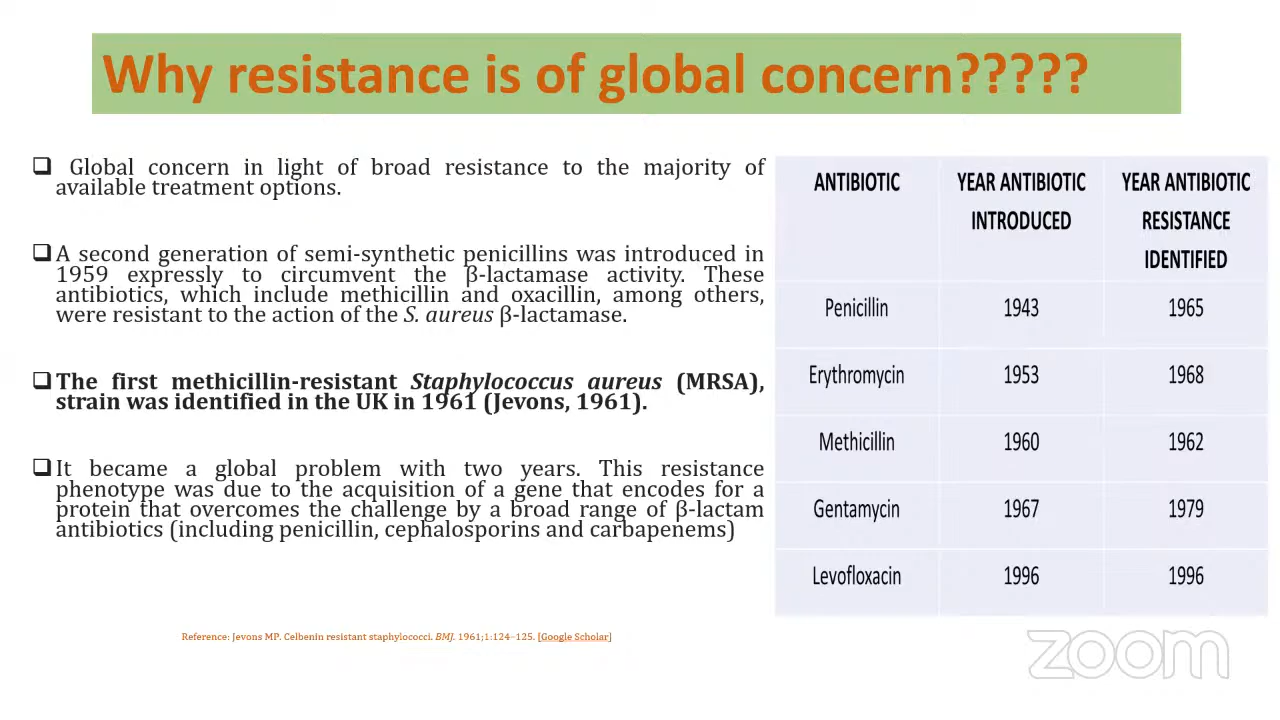 Why resistance is of global concern?????
❑ Global concern in light of broad resistance to the majority of
available treatment options.
❑ A second generation of semi-synthetic penicillins was introduced in
1959 expressly to circumvent the β-lactamase activity. These
antibiotics, which include methicillin and oxacillin, among others,
were resistant to the action of the S. aureus β-lactamase.
❑ The first methicillin-resistant Staphylococcus aureus (MRSA),
strain was identified in the UK in 1961 (Jevons, 1961).
❑ It became a global problem with two years. This resistance
phenotype was due to the acquisition of a gene that encodes for a
protein that overcomes the challenge by a broad range of β-lactam
antibiotics (including penicillin, cephalosporins and carbapenems)
Reference: Jevons MP. Celbenin resistant staphylococci. BMJ. 1961;1:124–125. [Google Scholar]
ANTIBIOTIC YEAR ANTIBIOTIC YEAR ANTIBIOTIC
INTRODUCED RESISTANCE
IDENTIFIED
Penicillin 1943 1965
Erythromycin 1953 1968
Methicillin 1960 1962
Gentamycin 1967 1979
Levofloxacin 1996 1996
zoom